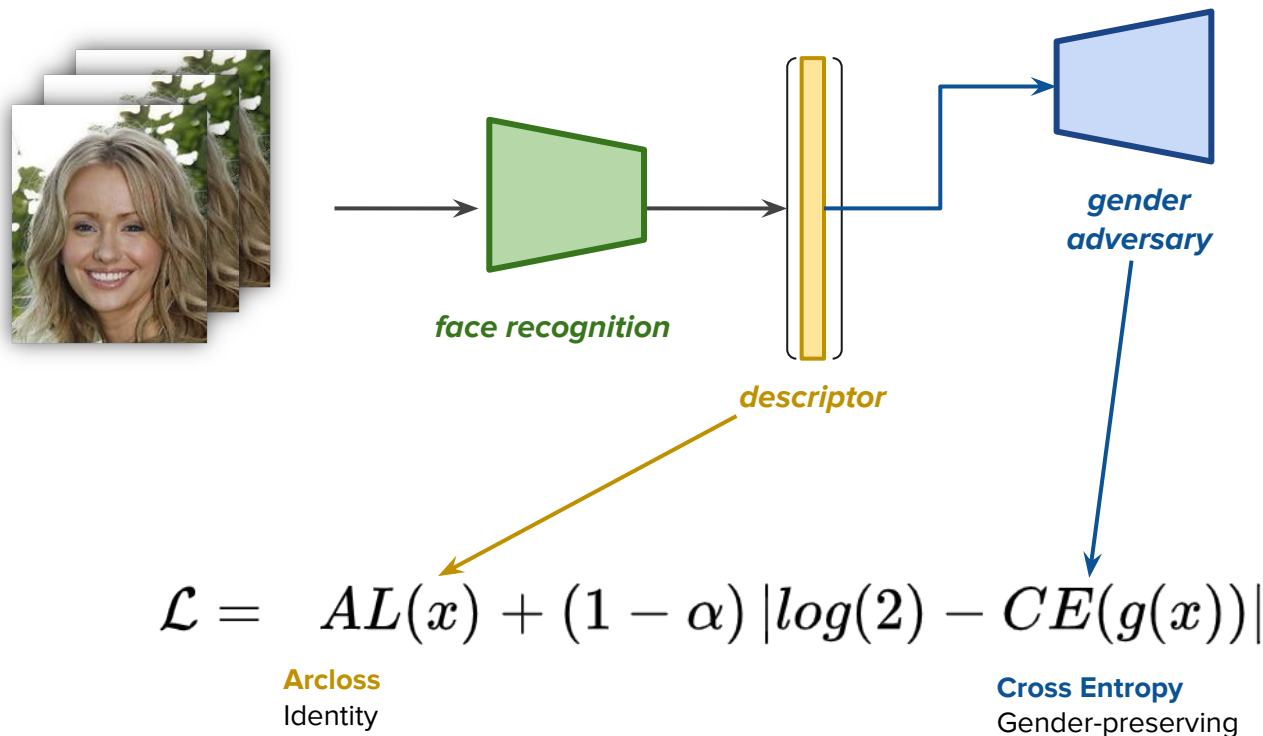 gender
adversary
face recognition
descriptor
ℒ = AL(x) + (1 − α) |log(2) − CE(g(x))|
Arcloss
Identity
Cross Entropy
Gender-preserving